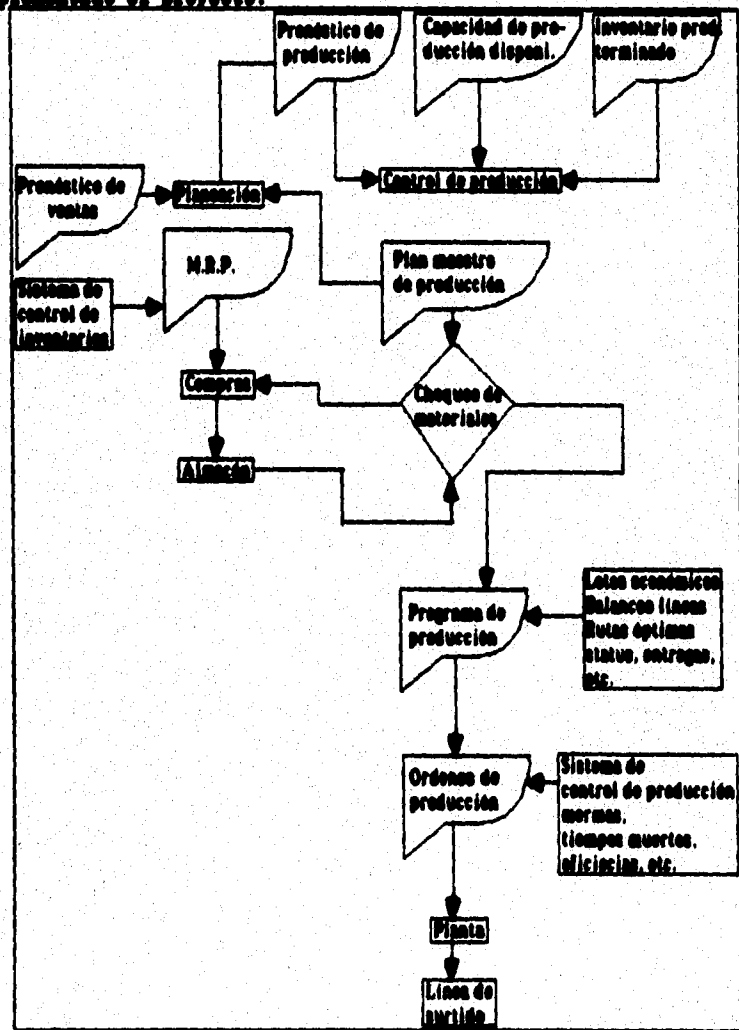 Pronóstico de
producción
Capacidad de pro-
ducción disponi.
Inventario prod.
terminado
Pronóstico de
ventas
Planeación
Control de producción
M.R.P.
Plan maestro
de producción
Sistema de
control de
inventarios
Compras
Chequeo de
materiales
Almacén
Programa de
producción
Lotes económicos
Balanceo líneas
Rutas óptimas
status, entregas,
etc.
Ordenes de
producción
Sistema de
control de producción
mermas,
tiempos muertos,
eficiecias, etc.
Planta
Línea de
surtido